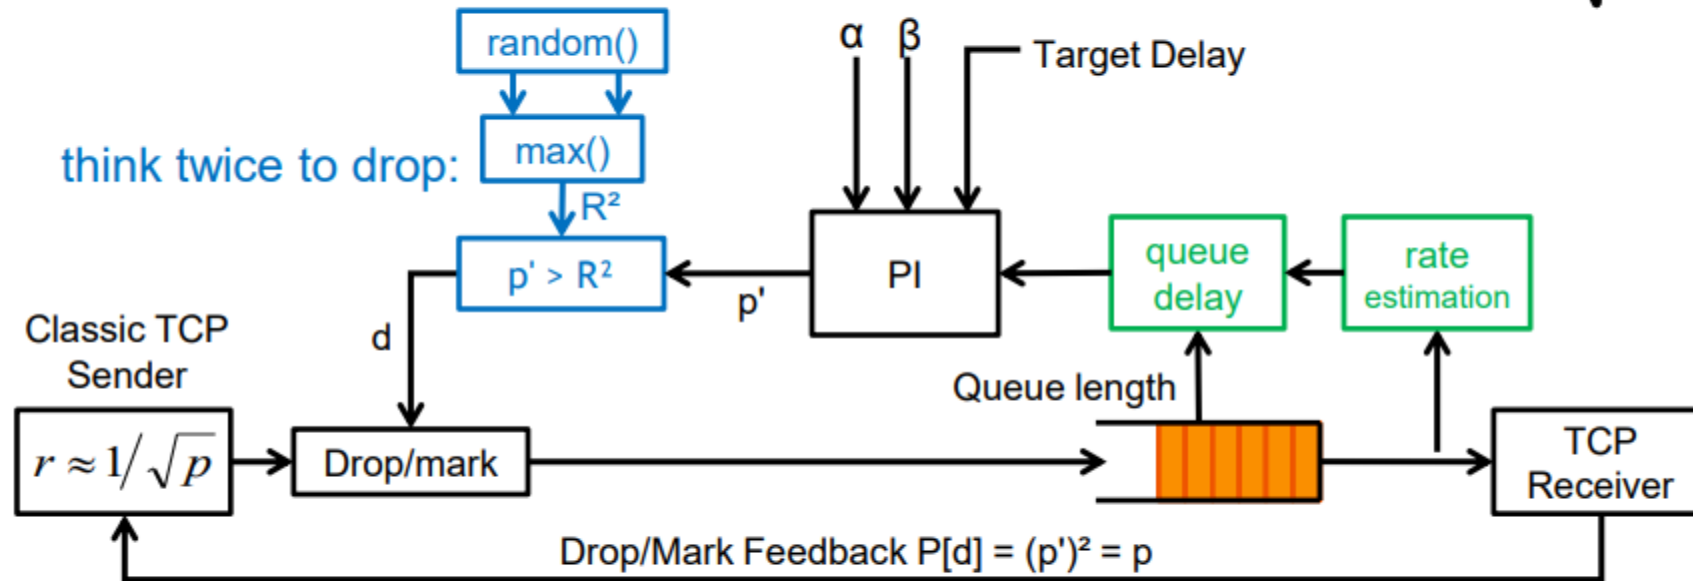 random()
α
β
Target Delay
max()
think twice to drop:
R²
p' > R²
PI
queue
delay
rate
estimation
p'
d
Classic TCP
Sender
Queue length
r ≈ 1/√p
Drop/mark
TCP
Receiver
Drop/Mark Feedback P[d] = (p')² = p